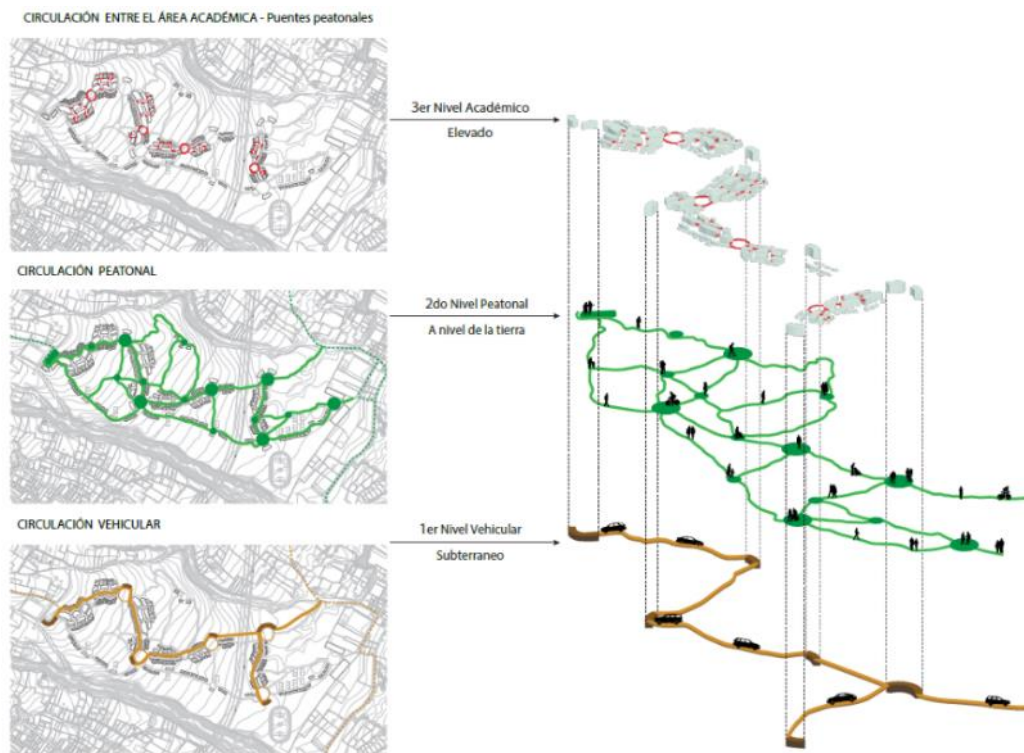 CIRCULACIÓN ENTRE EL ÁREA ACADÉMICA - Puentes peatonales
3er Nivel Académico
Elevado
CIRCULACIÓN PEATONAL
2do Nivel Peatonal
A nivel de la tierra
CIRCULACIÓN VEHICULAR
1er Nivel Vehicular
Subterraneo